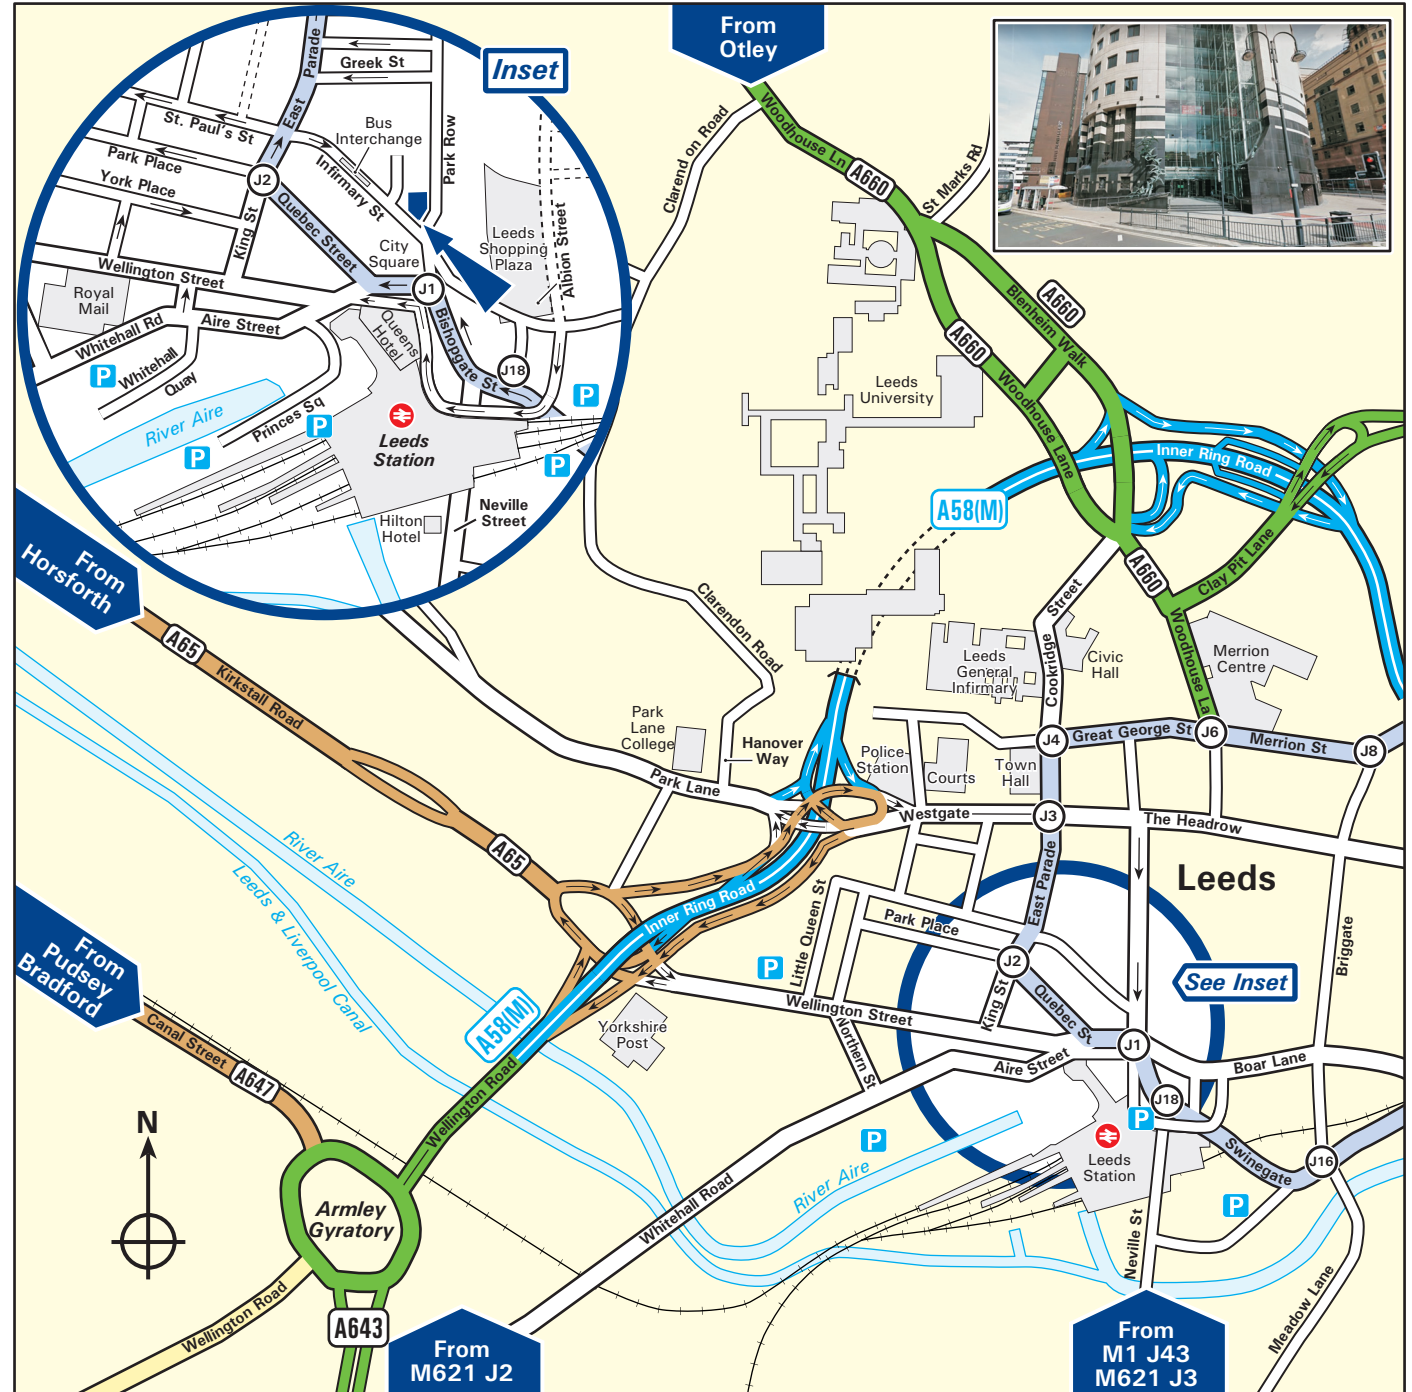 From
Otley
Inset
Greek St
East
Parade
St. Paul's St
Park Place
York Place
J2
King St
Quebec Street
Bus
Interchange
Infirmary St
Park Row
City
Square
Leeds
Shopping
Plaza
Albion Street
Wellington Street
Royal
Mail
Whitehall Rd
Aire Street
Whitehall
Quay
J1
Queens
Hotel
Bishopgate St
J18
P
P
P
P
P
River Aire
Princes Sq
Leeds
Station
Hilton
Hotel
Neville
Street
Woodhouse Ln
A660
St Marks Rd
Clarend on Road
A660
Blenheim Walk
A660
Woodhouse Lane
Leeds
University
A58(M)
Inner Ring Road
A660
Clay Pit Lane
Woodhouse La
From
Horsforth
A65
Kirkstall Road
Clarendon Road
Cookridge
Street
Leeds
General
Infirmary
Civic
Hall
Merrion
Centre
Park
Lane
College
Hanover
Way
Police-
Station
Courts
Town
Hall
J4
Great George St
J6
Merrion St
J8
Park Lane
Westgate
J3
The Headrow
A65
River Aire
Leeds & Liverpool Canal
Inner Ring Road
Leeds
East Parade
Little Queen St
Park Place
Briggate
From
Pudsey
Bradford
P
J2
See Inset
A58(M)
Yorkshire
Post
Wellington Street
King St
Quebec St
Northern St
J1
Aire Street
Boar Lane
Canal Street
A647
Wellington Road
J18
P
N
P
Leeds
Station
Swinegate
J16
River Aire
P
Armley
Gyratory
Whitehall Road
Neville St
Wellington Road
A643
Meadow Lane
From
M621 J2
From
M1 J43
M621 J3